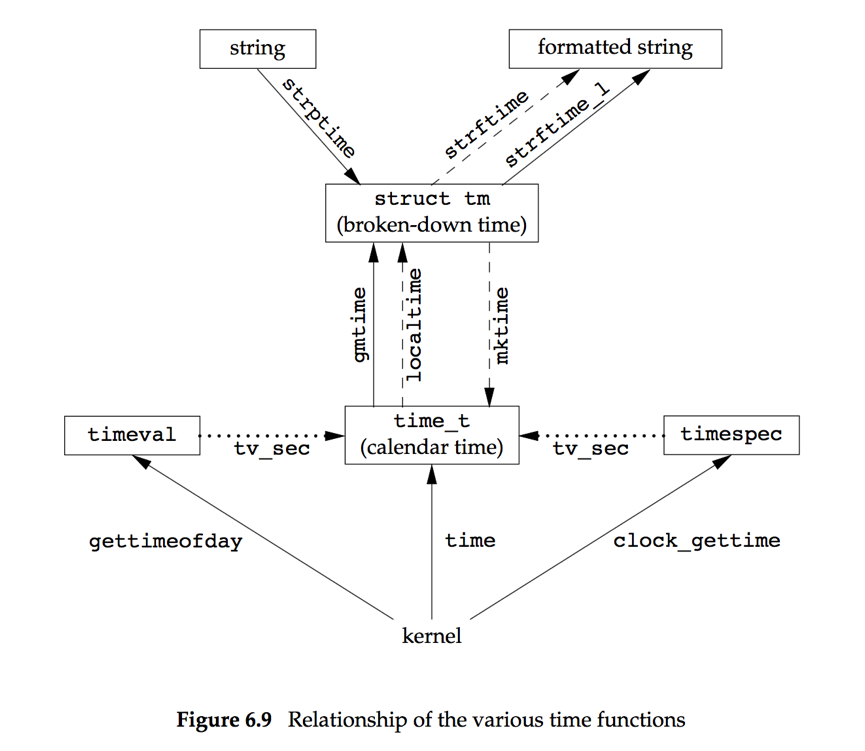 string
formatted string
strptime
strftime
strftime_l
struct tm
(broken-down time)
gmtime
localtime
mktime
timeval
tv_sec
time_t
(calendar time)
tv_sec
timespec
gettimeofday
time
clock_gettime
kernel
Figure 6.9 Relationship of the various time functions